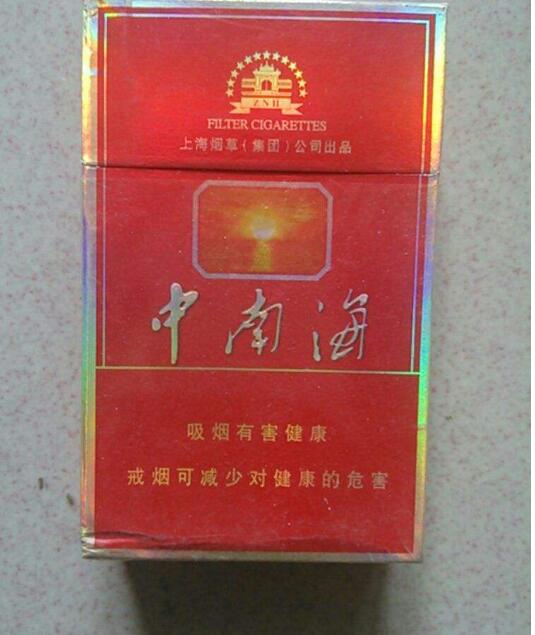 ZNH
FILTER CIGARETTES
上海烟草(集团)公司出品
中南海
吸烟有害健康
戒烟可减少对健康的危害